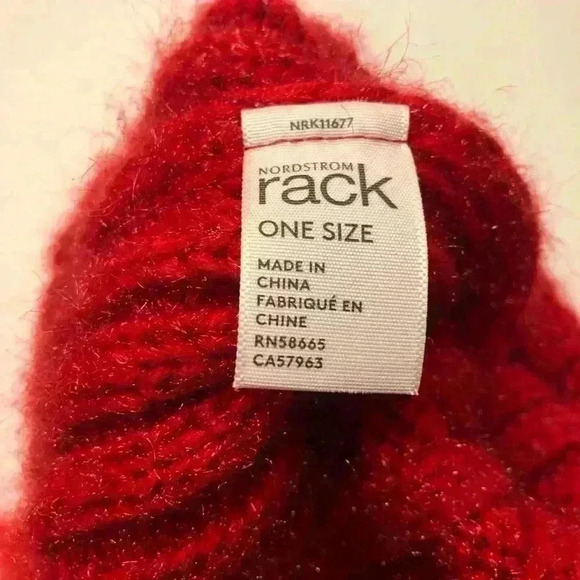 NRK11677
NORDSTROM
rack
ONE SIZE
MADE IN
CHINA
FABRIQUÉ EN
CHINE
RN58665
CA57963